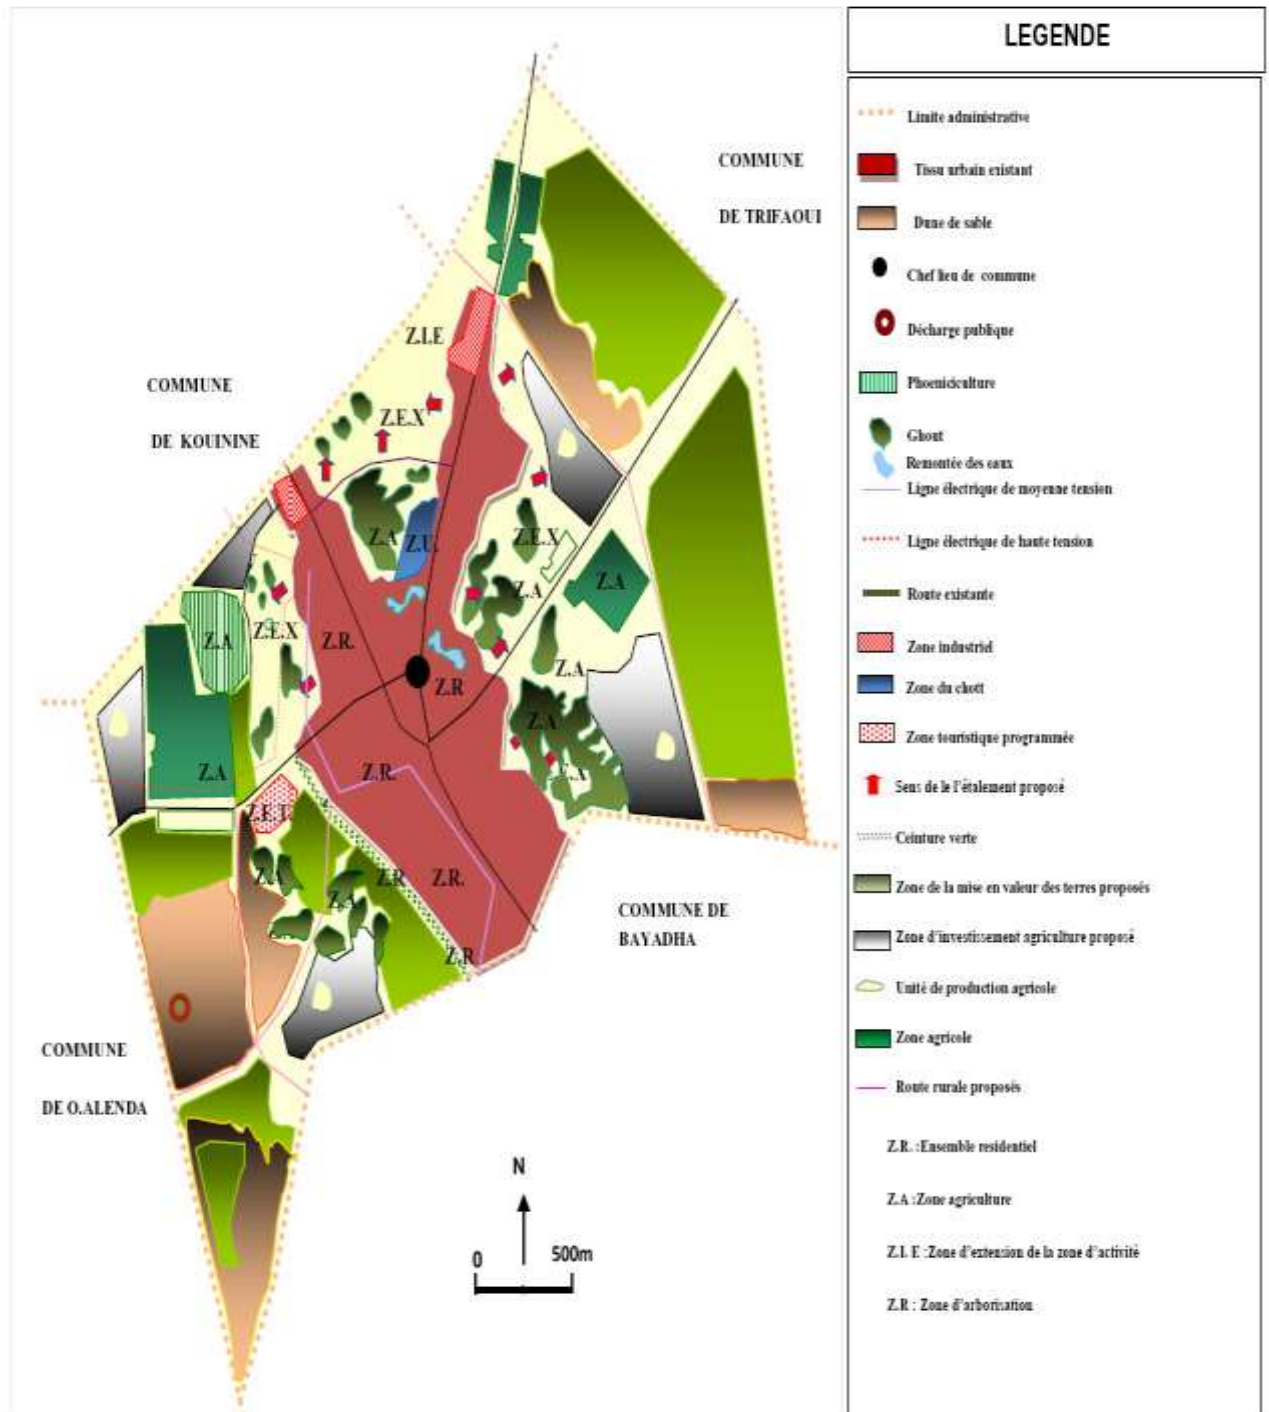 COMMUNE
DE TRIFAOUI
Z.I.E
COMMUNE
DE KOUININE
Z.E.X
Z.A
Z.U.
Z.E.X
Z.A
Z.A
Z.A
Z.E.X
Z.R.
Z.R
Z.A
Z.A
Z.A
Z.R.
Z.E.T.
Z.A
Z.A
Z.R
Z.R.
COMMUNE DE
BAYADHA
Z.R
COMMUNE
DE O.ALENDA
N
0
500m
LEGENDE
Limite administrative
Tissu urbain existant
Dune de sable
Chef lieu de commune
Décharge publique
Phoeniciculture
Ghout
Remontée des eaux
Ligne électrique de moyenne tension
Ligne électrique de haute tension
Route existante
Zone industriel
Zone du chott
Zone touristique programmée
Sens de le l'étalement proposé
Ceinture verte
Zone de la mise en valeur des terres proposés
Zone d'investissement agriculture proposé
Unité de production agricole
Zone agricole
Route rurale proposés
Z.R. :Ensemble residentiel
Z.A :Zone agriculture
Z.I. E :Zone d'extension de la zone d'activité
Z.R : Zone d'arborisation